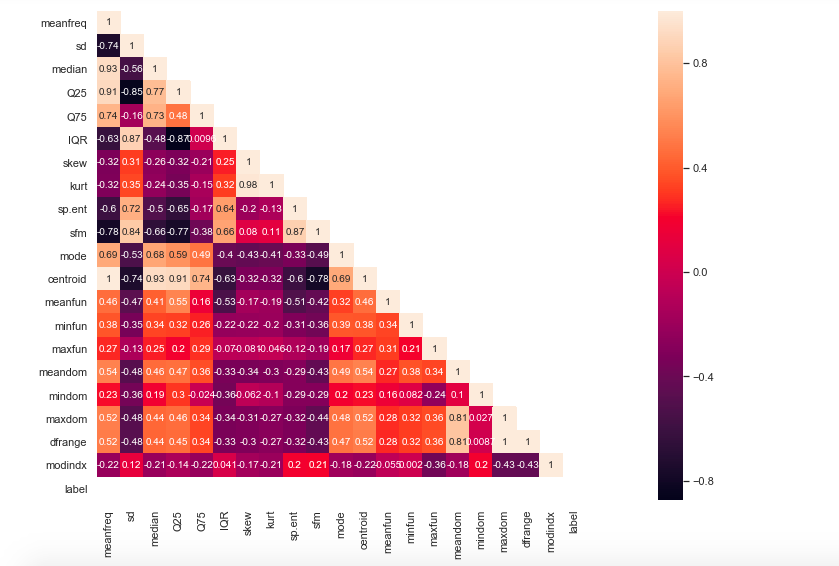 meanfreq 1
sd -0.74 1
median 0.93 -0.56 1
Q25 0.91 -0.85 0.77 1
Q75 0.74 -0.16 0.73 0.48 1
IQR -0.63 0.87 -0.48 -0.87 0.0096 1
skew -0.32 0.31 -0.26 -0.32 -0.21 0.25 1
kurt -0.32 0.35 -0.24 -0.35 -0.15 0.32 0.98 1
sp.ent -0.6 0.72 -0.5 -0.65 -0.17 0.64 -0.2 -0.13 1
sfm -0.78 0.84 -0.66 -0.77 -0.38 0.66 0.08 0.11 0.87 1
mode 0.69 -0.53 0.68 0.59 0.49 -0.4 -0.43 -0.41 -0.33 -0.49 1
centroid 1 -0.74 0.93 0.91 0.74 -0.63 -0.32 -0.32 -0.6 -0.78 0.69 1
meanfun 0.46 -0.47 0.41 0.55 0.16 -0.53 -0.17 -0.19 -0.51 -0.42 0.32 0.46 1
minfun 0.38 -0.35 0.34 0.32 0.26 -0.22 -0.22 -0.2 -0.31 -0.36 0.39 0.38 0.34 1
maxfun 0.27 -0.13 0.25 0.2 0.29 -0.07 -0.081 -0.046 -0.12 -0.19 0.17 0.27 0.31 0.21 1
meandom 0.54 -0.48 0.46 0.47 0.36 -0.33 -0.34 -0.3 -0.29 -0.43 0.49 0.54 0.27 0.38 0.34 1
mindom 0.23 -0.36 0.19 0.3 -0.024 -0.36 -0.062 -0.1 -0.29 -0.29 0.2 0.23 0.16 0.082 -0.24 0.1 1
maxdom 0.52 -0.48 0.44 0.46 0.34 -0.34 -0.31 -0.27 -0.32 -0.44 0.48 0.52 0.28 0.32 0.36 0.81 0.027 1
dfrange 0.52 -0.48 0.44 0.45 0.34 -0.33 -0.3 -0.27 -0.32 -0.43 0.47 0.52 0.28 0.32 0.36 0.81 0.0087 1 1
modindx -0.22 0.12 -0.21 -0.14 -0.22 0.041 -0.17 -0.21 0.2 0.21 -0.18 -0.22 -0.055 0.002 -0.36 -0.18 0.2 -0.43 -0.43 1
label
meanfreq sd median Q25 Q75 IQR skew kurt sp.ent sfm mode centroid meanfun minfun maxfun meandom mindom maxdom dfrange modindx label
0.8
0.4
0.0
−0.4
−0.8